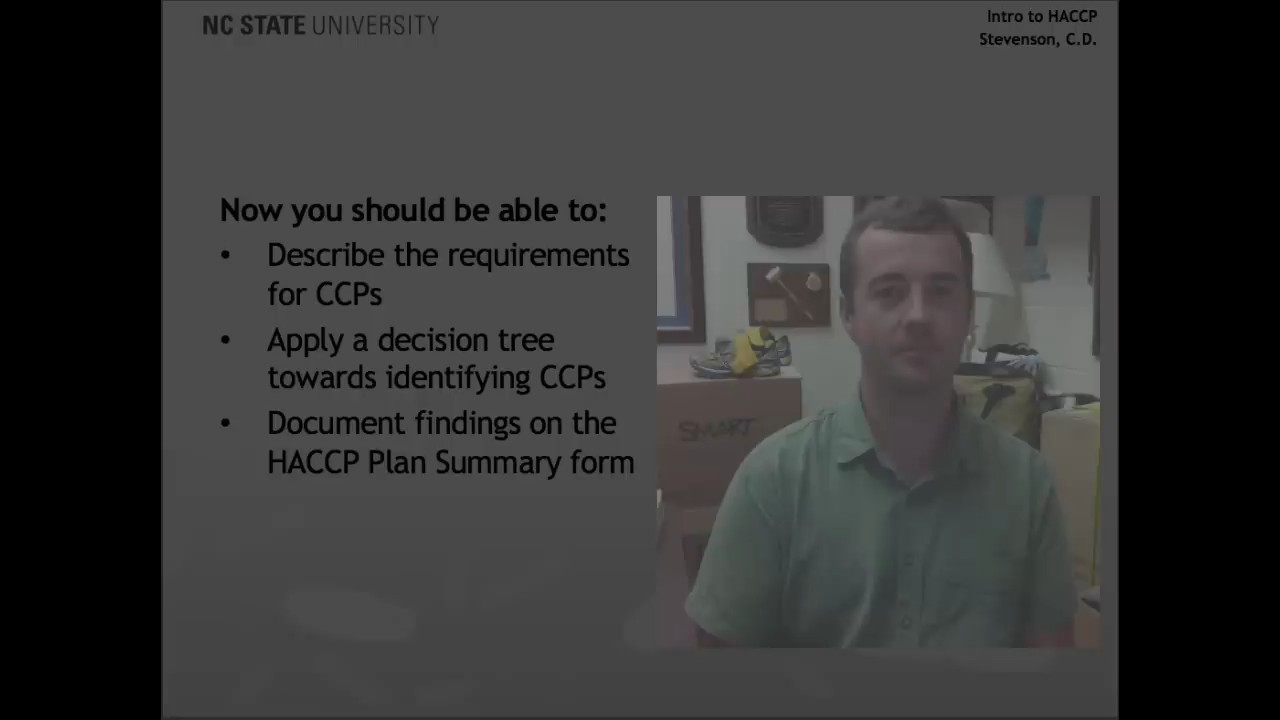 NC STATE UNIVERSITY
Intro to HACCP
Stevenson, C.D.
Now you should be able to:
• Describe the requirements
for CCPs
• Apply a decision tree
towards identifying CCPs
• Document findings on the
HACCP Plan Summary form
SMART